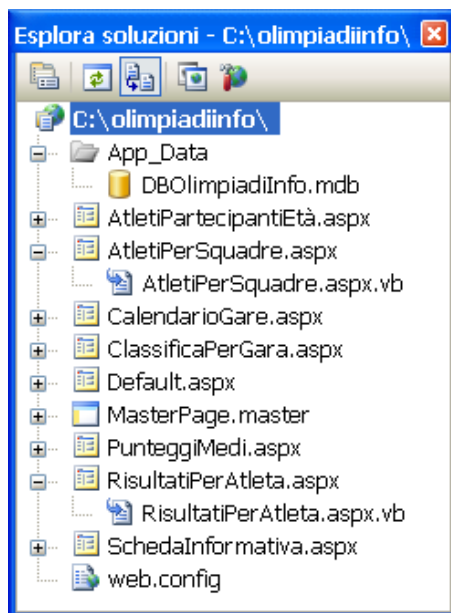 Esplora soluzioni - C:\olimpiadiinfo\
C:\olimpiadiinfo\
App_Data
DBOlimpiadiInfo.mdb
AtletiPartecipantiEtà.aspx
AtletiPerSquadre.aspx
AtletiPerSquadre.aspx.vb
CalendarioGare.aspx
ClassificaPerGara.aspx
Default.aspx
MasterPage.master
PunteggiMedi.aspx
RisultatiPerAtleta.aspx
RisultatiPerAtleta.aspx.vb
SchedaInformativa.aspx
web.config